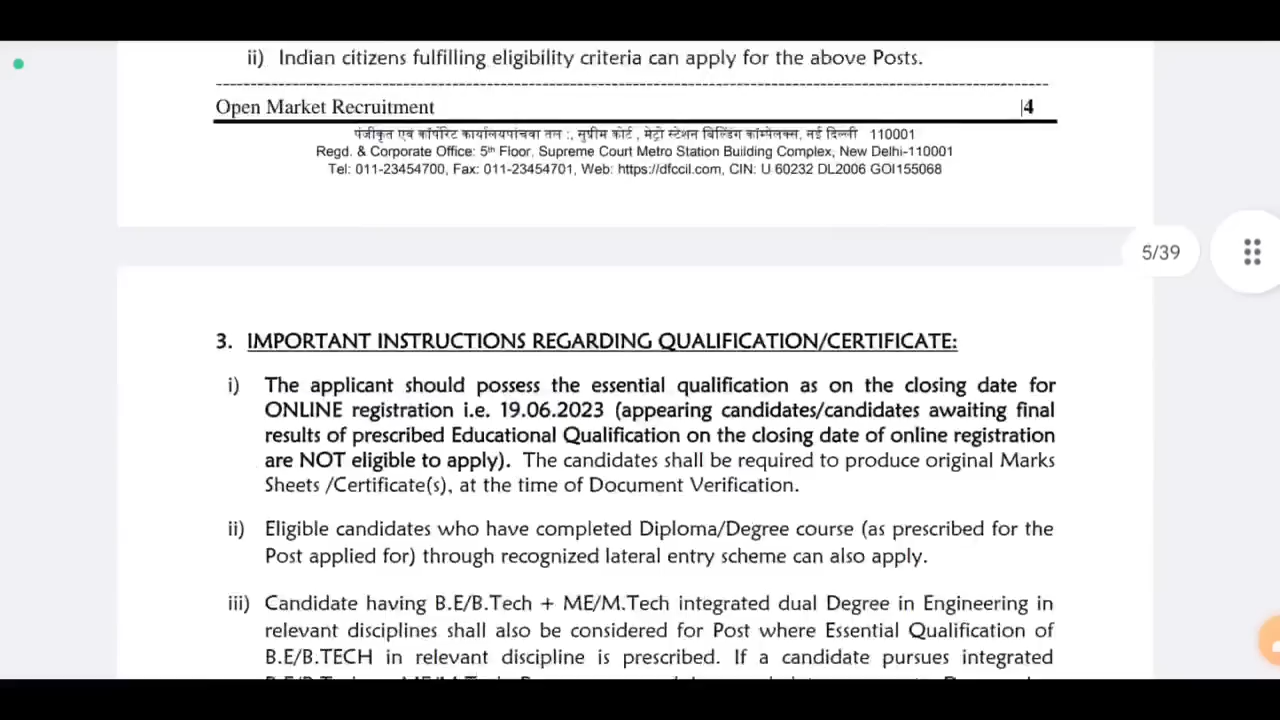 ii) Indian citizens fulfilling eligibility criteria can apply for the above Posts.
Open Market Recruitment |4
पंजीकृत एवं कॉर्पोरेट कार्यालयपांचवा तल :, सुप्रीम कोर्ट , मेट्रो स्टेशन बिल्डिंग कॉम्पेलक्स, नई दिल्ली 110001
Regd. & Corporate Office: 5th Floor, Supreme Court Metro Station Building Complex, New Delhi-110001
Tel: 011-23454700, Fax: 011-23454701, Web: https://dfccil.com, CIN: U 60232 DL2006 GOI155068
5/39
3. IMPORTANT INSTRUCTIONS REGARDING QUALIFICATION/CERTIFICATE:
i) The applicant should possess the essential qualification as on the closing date for
ONLINE registration i.e. 19.06.2023 (appearing candidates/candidates awaiting final
results of prescribed Educational Qualification on the closing date of online registration
are NOT eligible to apply). The candidates shall be required to produce original Marks
Sheets /Certificate(s), at the time of Document Verification.
ii) Eligible candidates who have completed Diploma/Degree course (as prescribed for the
Post applied for) through recognized lateral entry scheme can also apply.
iii) Candidate having B.E/B.Tech + ME/M.Tech integrated dual Degree in Engineering in
relevant disciplines shall also be considered for Post where Essential Qualification of
B.E/B.TECH in relevant discipline is prescribed. If a candidate pursues integrated